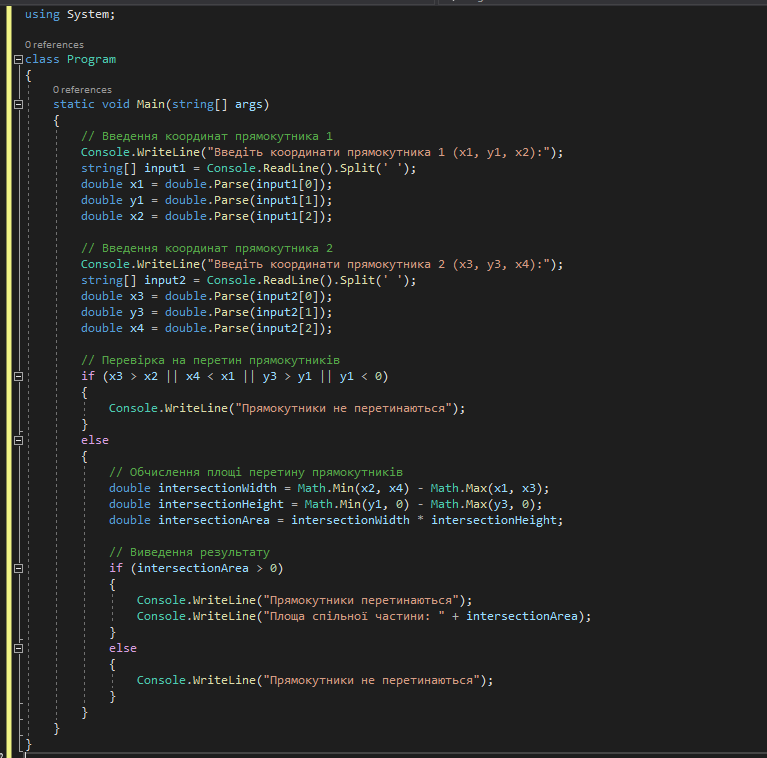 using System;
0 references
class Program
{
0 references
static void Main(string[] args)
{
// Введення координат прямокутника 1
Console.WriteLine("Введіть координати прямокутника 1 (x1, y1, x2):");
string[] input1 = Console.ReadLine().Split(' ');
double x1 = double.Parse(input1[0]);
double y1 = double.Parse(input1[1]);
double x2 = double.Parse(input1[2]);
// Введення координат прямокутника 2
Console.WriteLine("Введіть координати прямокутника 2 (x3, y3, x4):");
string[] input2 = Console.ReadLine().Split(' ');
double x3 = double.Parse(input2[0]);
double y3 = double.Parse(input2[1]);
double x4 = double.Parse(input2[2]);
// Перевірка на перетин прямокутників
if (x3 > x2 || x4 < x1 || y3 > y1 || y1 < 0)
{
Console.WriteLine("Прямокутники не перетинаються");
}
else
{
// Обчислення площі перетину прямокутників
double intersectionWidth = Math.Min(x2, x4) - Math.Max(x1, x3);
double intersectionHeight = Math.Min(y1, 0) - Math.Max(y3, 0);
double intersectionArea = intersectionWidth * intersectionHeight;
// Виведення результату
if (intersectionArea > 0)
{
Console.WriteLine("Прямокутники перетинаються");
Console.WriteLine("Площа спільної частини: " + intersectionArea);
}
else
{
Console.WriteLine("Прямокутники не перетинаються");
}
}
}
}